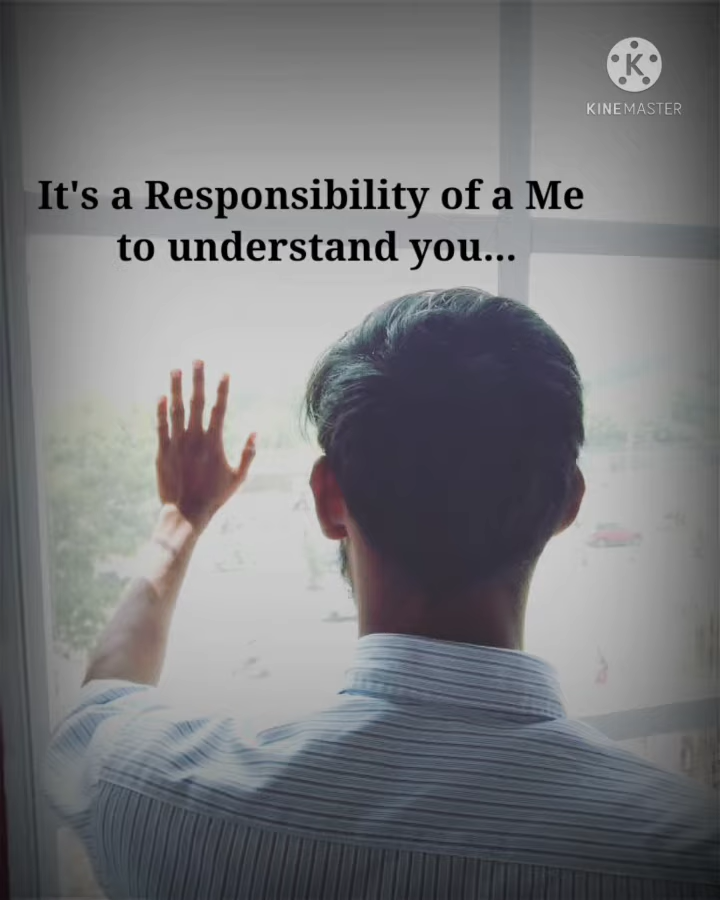 K
KINEMASTER
It's a Responsibility of a Me
to understand you...